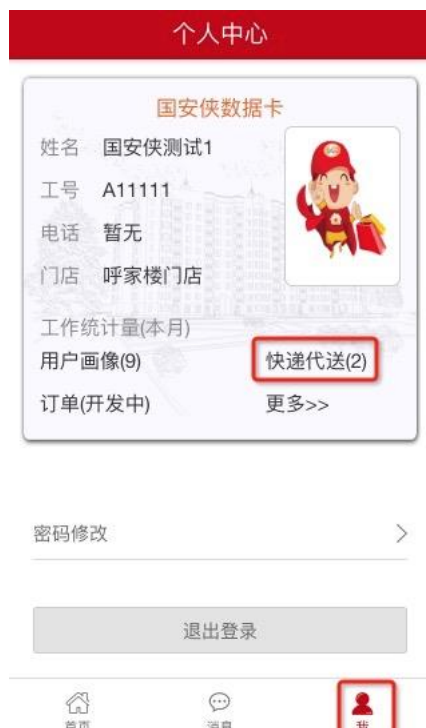 个人中心
国安侠数据卡
姓名 国安侠测试1
工号 A11111
电话 暂无
门店 呼家楼门店
工作统计量(本月)
用户画像(9) 快递代送(2)
订单(开发中) 更多>>
密码修改
退出登录
首页 消息 我